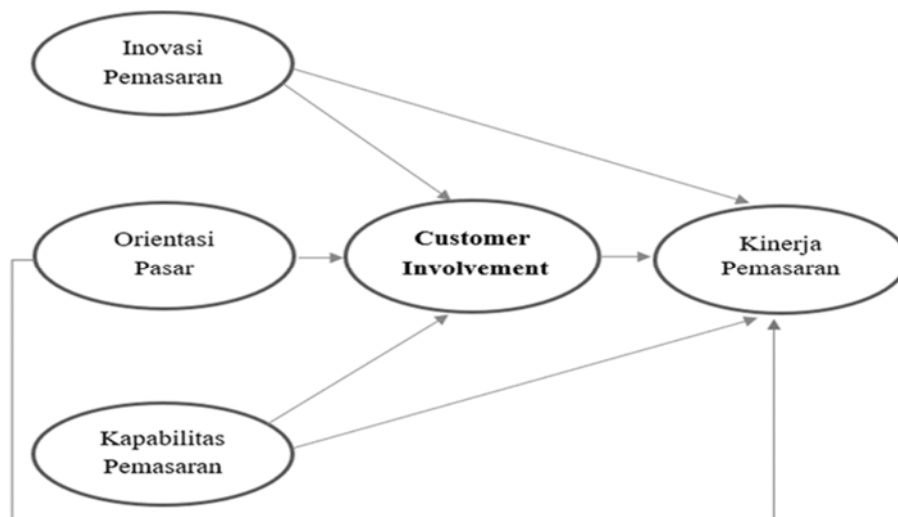 Inovasi
Pemasaran
Orientasi
Pasar
Customer
Involvement
Kinerja
Pemasaran
Kapabilitas
Pemasaran